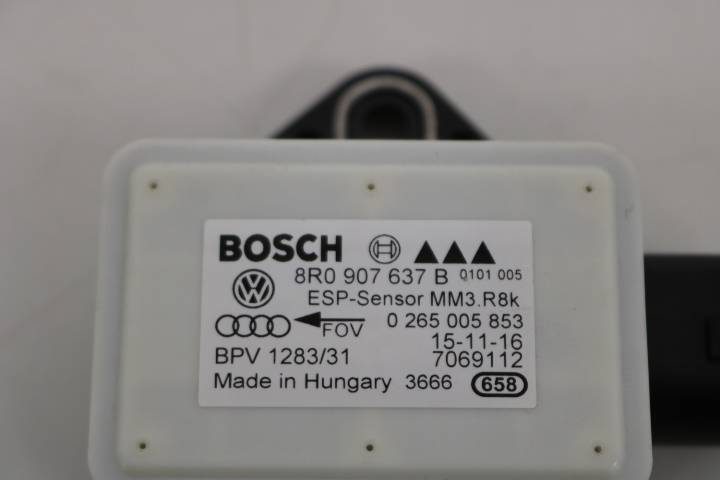 BOSCH
8R0 907 637 B 0101 005
ESP-Sensor MM3.R8k
FOV 0 265 005 853
15-11-16
BPV 1283/31 7069112
Made in Hungary 3666 658